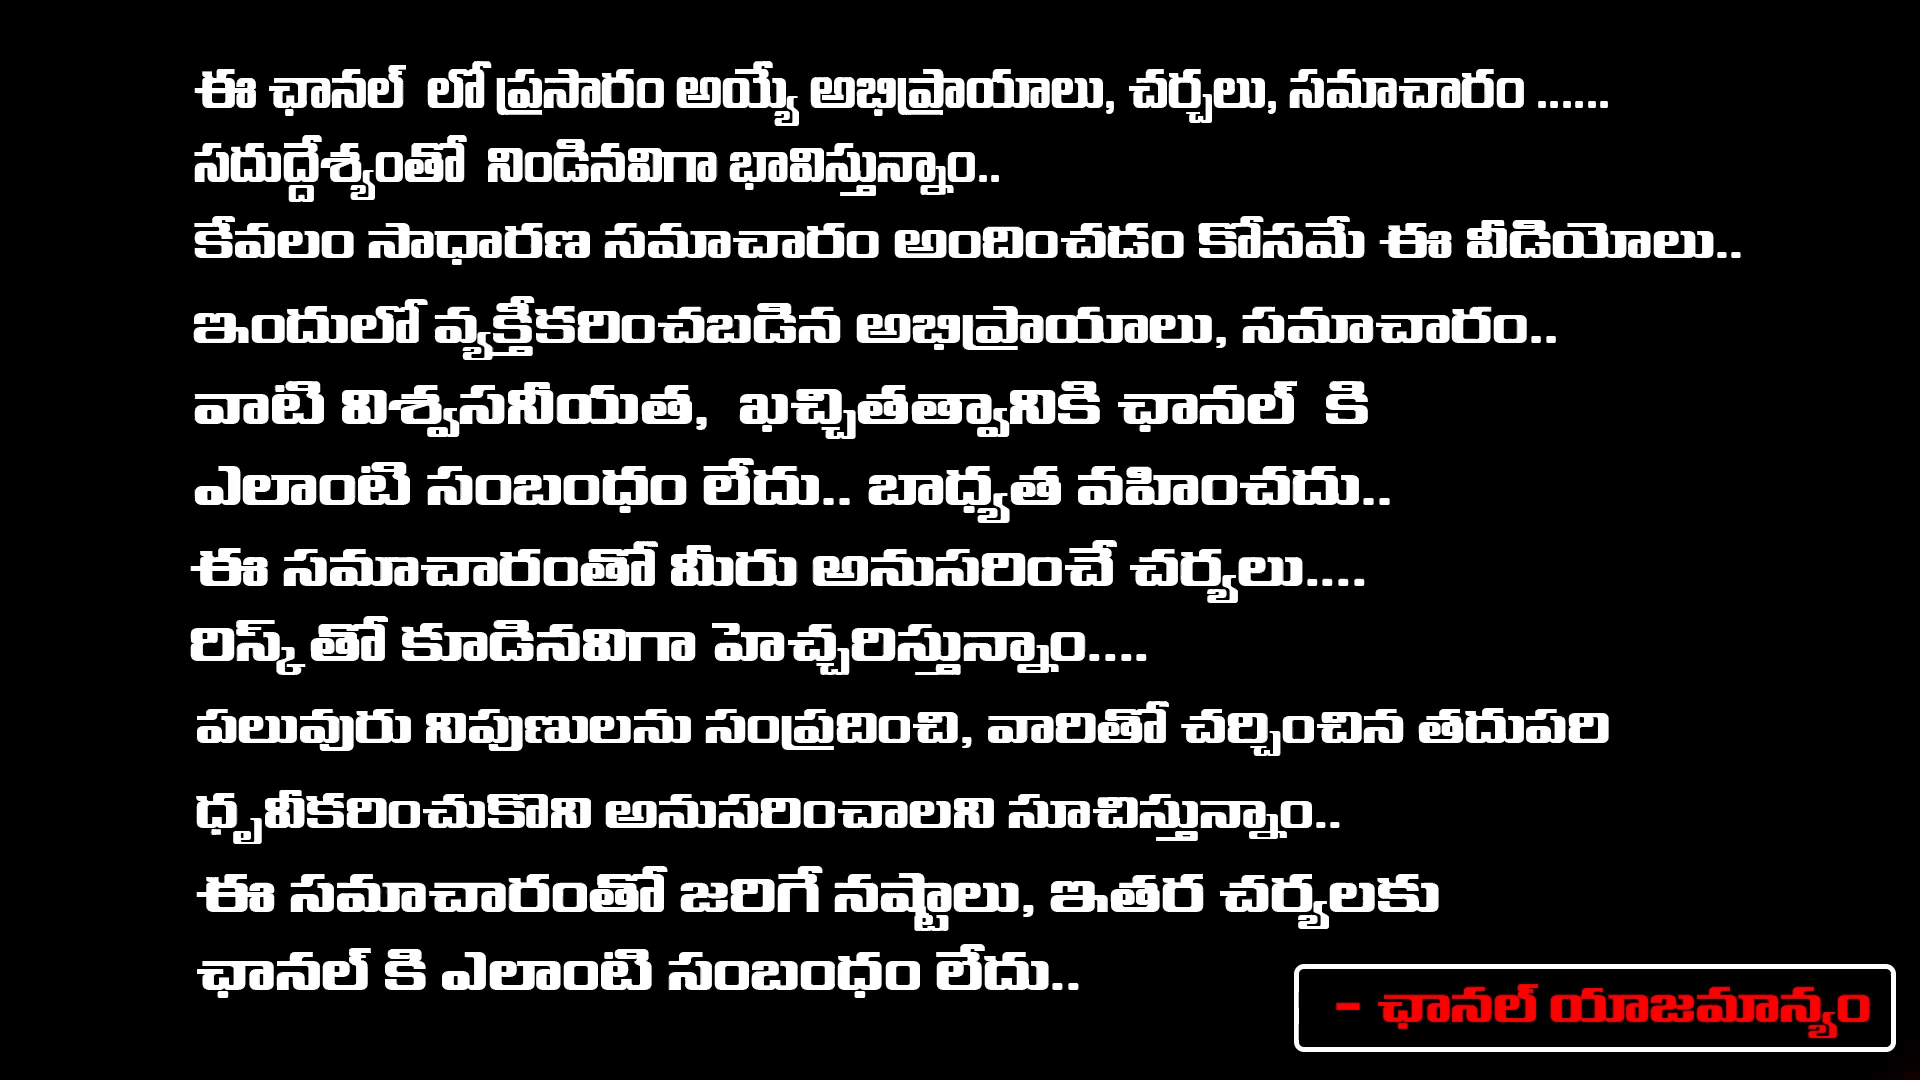 ఈ ఛానల్ లో ప్రసారం అయ్యే అభిప్రాయాలు, చర్చలు, సమాచారం ......
సదుద్దేశ్యంతో నిండినవిగా భావిస్తున్నాం..
కేవలం సాధారణ సమాచారం అందించడం కోసమే ఈ వీడియోలు..
ఇందులో వ్యక్తీకరించబడిన అభిప్రాయాలు, సమాచారం..
వాటి విశ్వసనీయత, ఖచ్చితత్వానికి ఛానల్ కి
ఎలాంటి సంబంధం లేదు.. బాధ్యత వహించదు..
ఈ సమాచారంతో మీరు అనుసరించే చర్యలు....
రిస్క్ తో కూడినవిగా హెచ్చరిస్తున్నాం....
పలువురు నిపుణులను సంప్రదించి, వారితో చర్చించిన తదుపరి
ధృవీకరించుకొని అనుసరించాలని సూచిస్తున్నాం..
ఈ సమాచారంతో జరిగే నష్టాలు, ఇతర చర్యలకు
ఛానల్ కి ఎలాంటి సంబంధం లేదు..
- ఛానల్ యాజమాన్యం